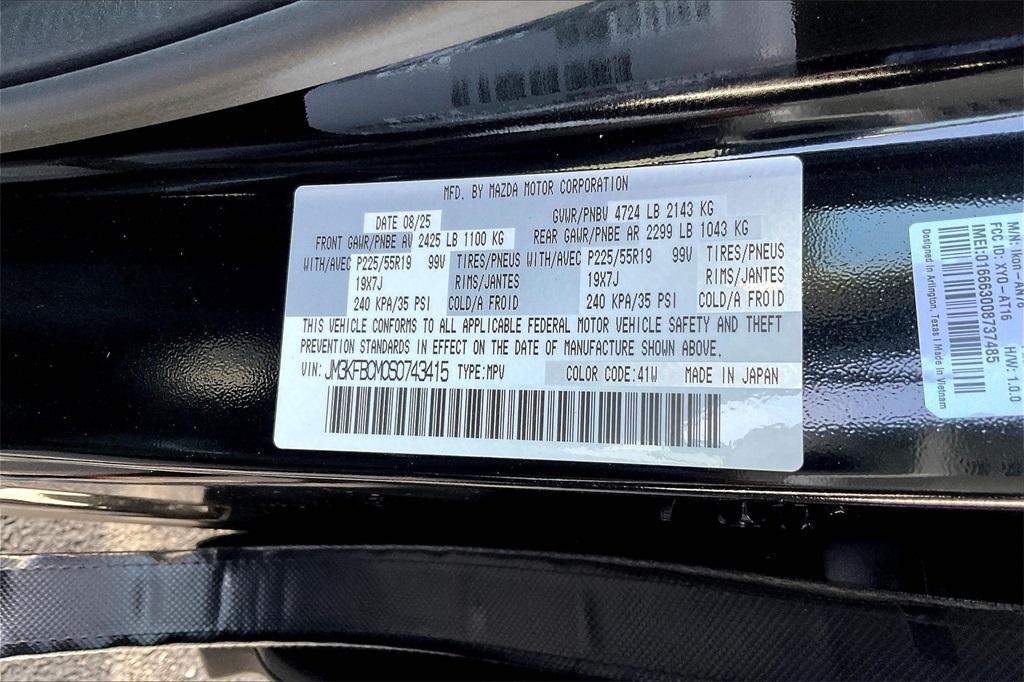 MFD. BY MAZDA MOTOR CORPORATION
DATE 08/25 GVWR/PNBV 4724 LB 2143 KG
FRONT GAWR/PNBE AV 2425 LB 1100 KG REAR GAWR/PNBE AR 2299 LB 1043 KG
WITH/AVEC P225/55R19 99V TIRES/PNEUS WITH/AVEC P225/55R19 99V TIRES/PNEUS
19X7J RIMS/JANTES 19X7J RIMS/JANTES
240 KPA/35 PSI COLD/A FROID 240 KPA/35 PSI COLD/A FROID
THIS VEHICLE CONFORMS TO ALL APPLICABLE FEDERAL MOTOR VEHICLE SAFETY AND THEFT
PREVENTION STANDARDS IN EFFECT ON THE DATE OF MANUFACTURE SHOWN ABOVE.
VIN: JM3KFBCM0S0743415 TYPE:MPV COLOR CODE:41W MADE IN JAPAN
H/W: 1.0.0
FCC ID: XYO-AT16
IMEI:016663008737485
Designed in Arlington, Texas | Made in Vietnam